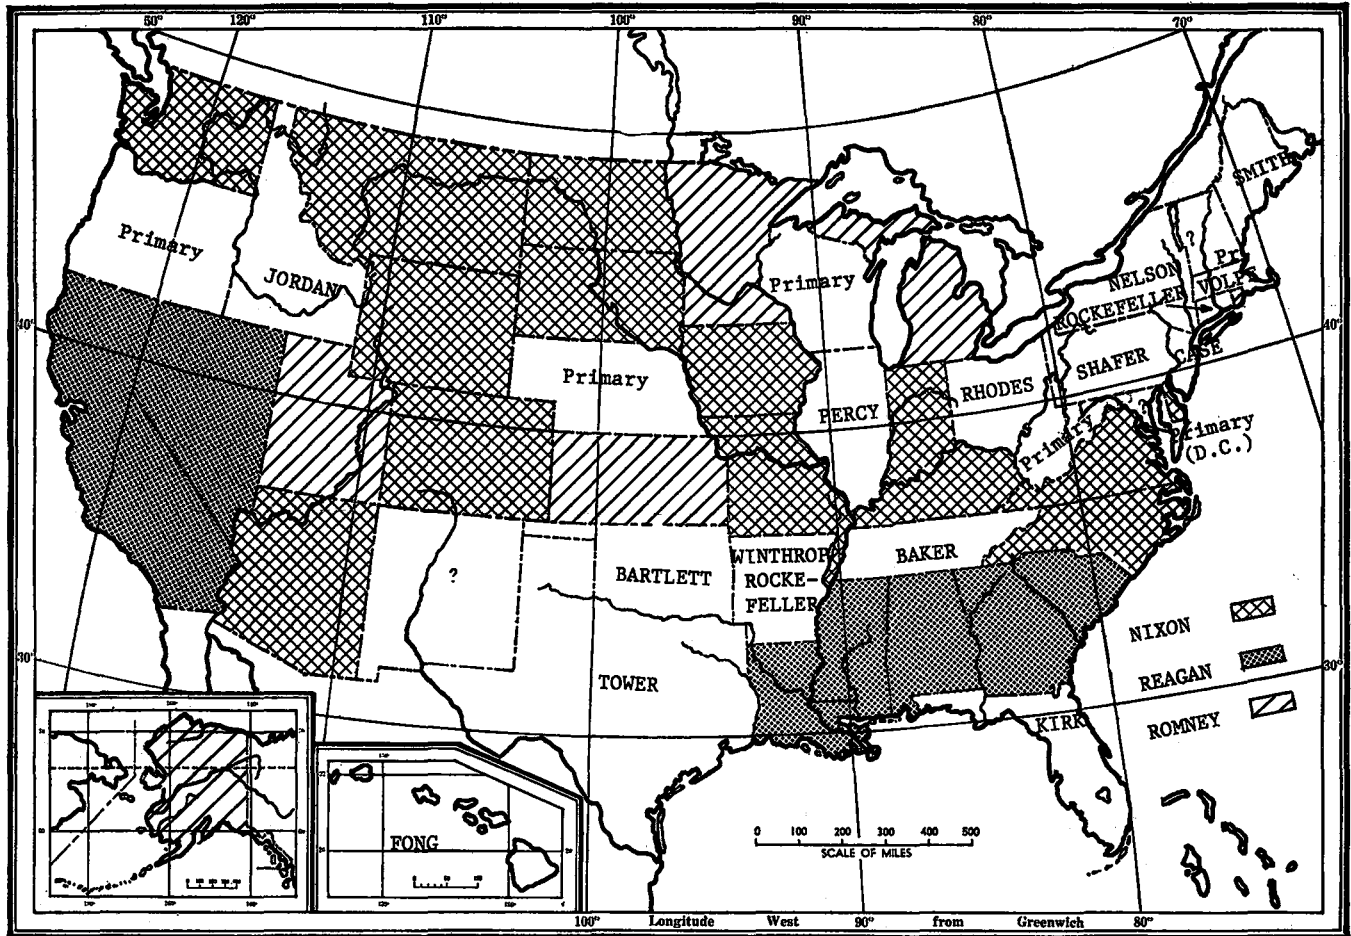 50° 120° 110° 100° 90° 80° 70°
SMITH
Primary
?
JORDAN
Primary
Pr.
NELSON
VOLPE
ROCKEFELLER
40°
40°
CASE
SHAFER
Primary
RHODES
PERCY
Primary
Primary
(D.C.)
WINTHROP
BAKER
?
BARTLETT
ROCKE-
FELLER
NIXON
30°
30°
REAGAN
TOWER
KIRK
ROMNEY
0 100 200 300 400 500
SCALE OF MILES
FONG
100° Longitude West 90° from Greenwich 80°